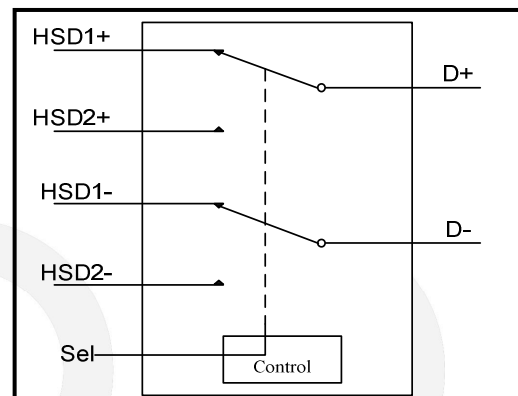 HSD1+
D+
HSD2+
HSD1-
D-
HSD2-
Sel
Control